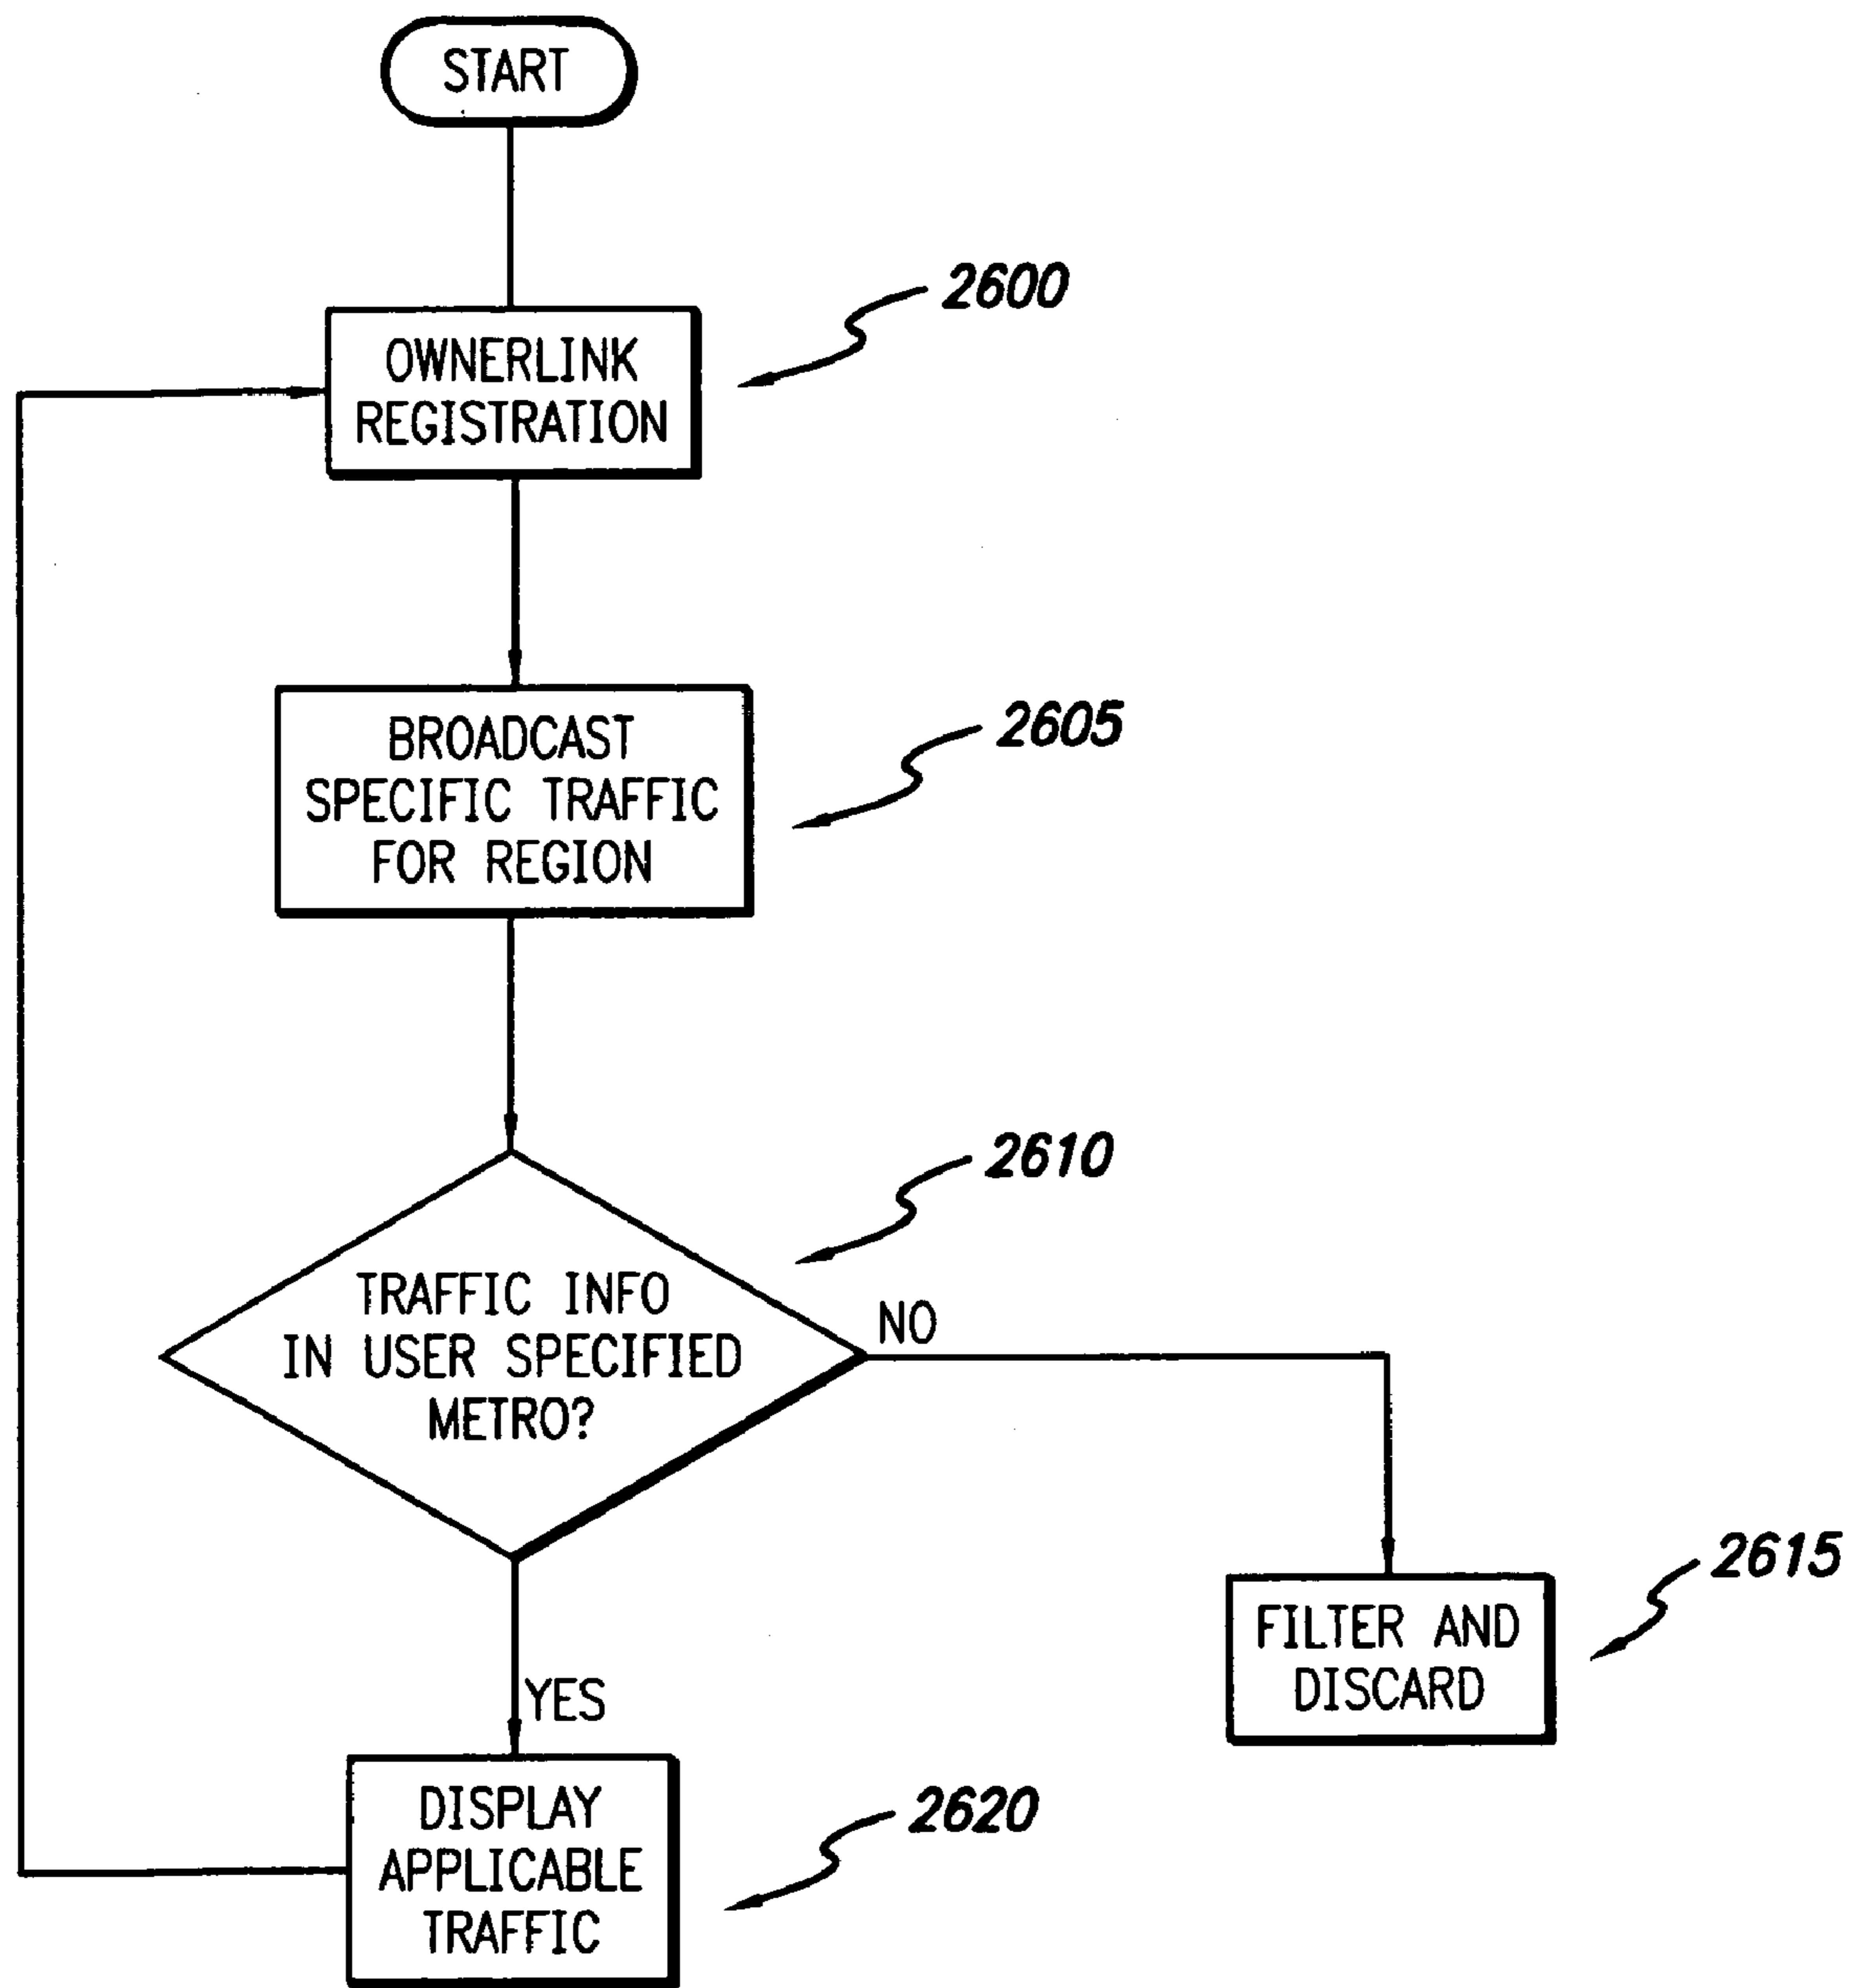 START
2600
OWNERLINK
REGISTRATION
2605
BROADCAST
SPECIFIC TRAFFIC
FOR REGION
2610
TRAFFIC INFO
IN USER SPECIFIED
METRO?
NO
2615
FILTER AND
DISCARD
YES
2620
DISPLAY
APPLICABLE
TRAFFIC